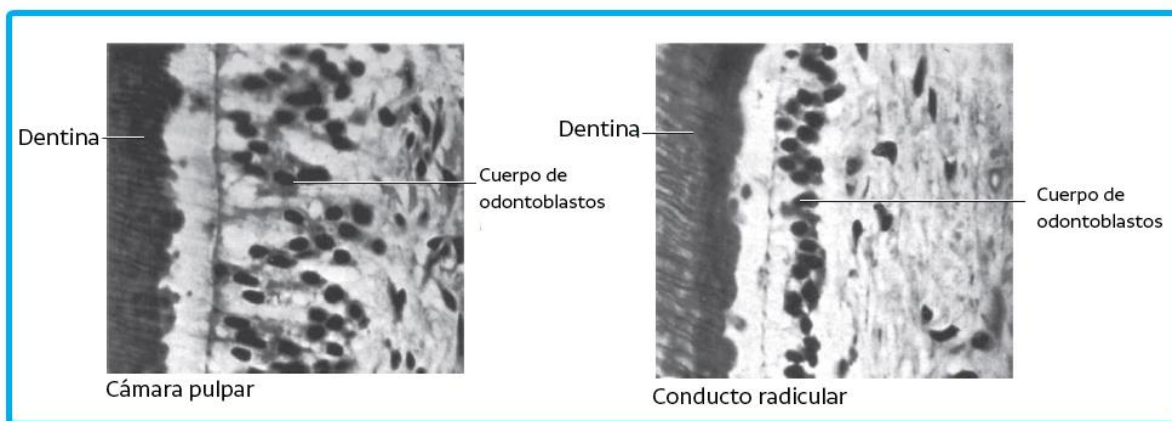 Dentina
Cuerpo de
odontoblastos
Cámara pulpar
Dentina
Cuerpo de
odontoblastos
Conducto radicular